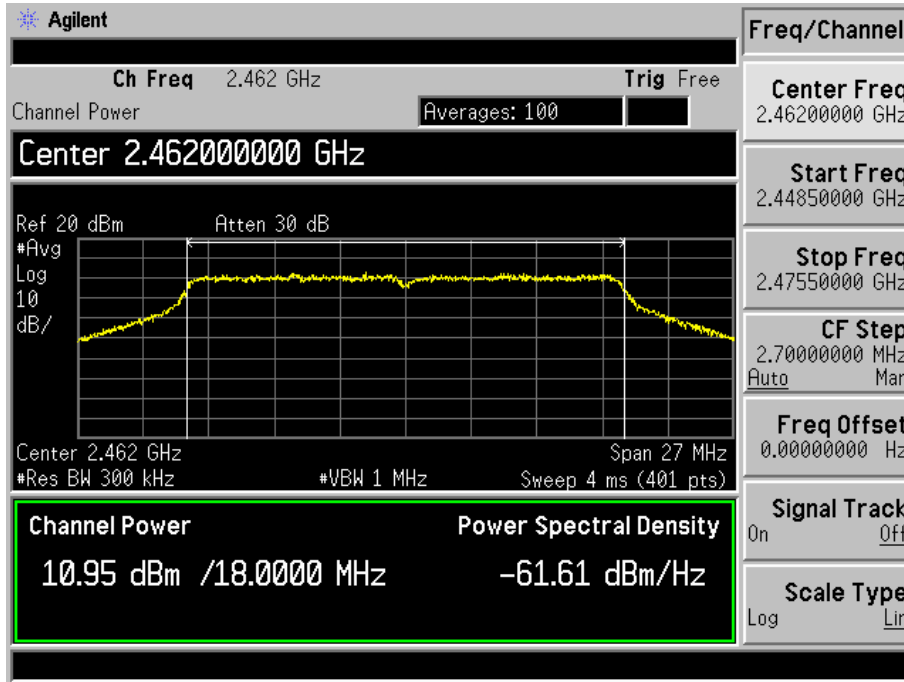 Agilent
Freq/Channel
Ch Freq 2.462 GHz Trig Free
Channel Power Averages: 100
Center 2.462000000 GHz
Ref 20 dBm Atten 30 dB
#Avg
Log
10
dB/
Center 2.462 GHz Span 27 MHz
#Res BW 300 kHz #VBW 1 MHz Sweep 4 ms (401 pts)
Channel Power Power Spectral Density
10.95 dBm /18.0000 MHz -61.61 dBm/Hz
Center Freq
2.46200000 GHz
Start Freq
2.44850000 GHz
Stop Freq
2.47550000 GHz
CF Step
2.70000000 MHz
Auto Man
Freq Offset
0.00000000 Hz
Signal Track
On Off
Scale Type
Log Lin